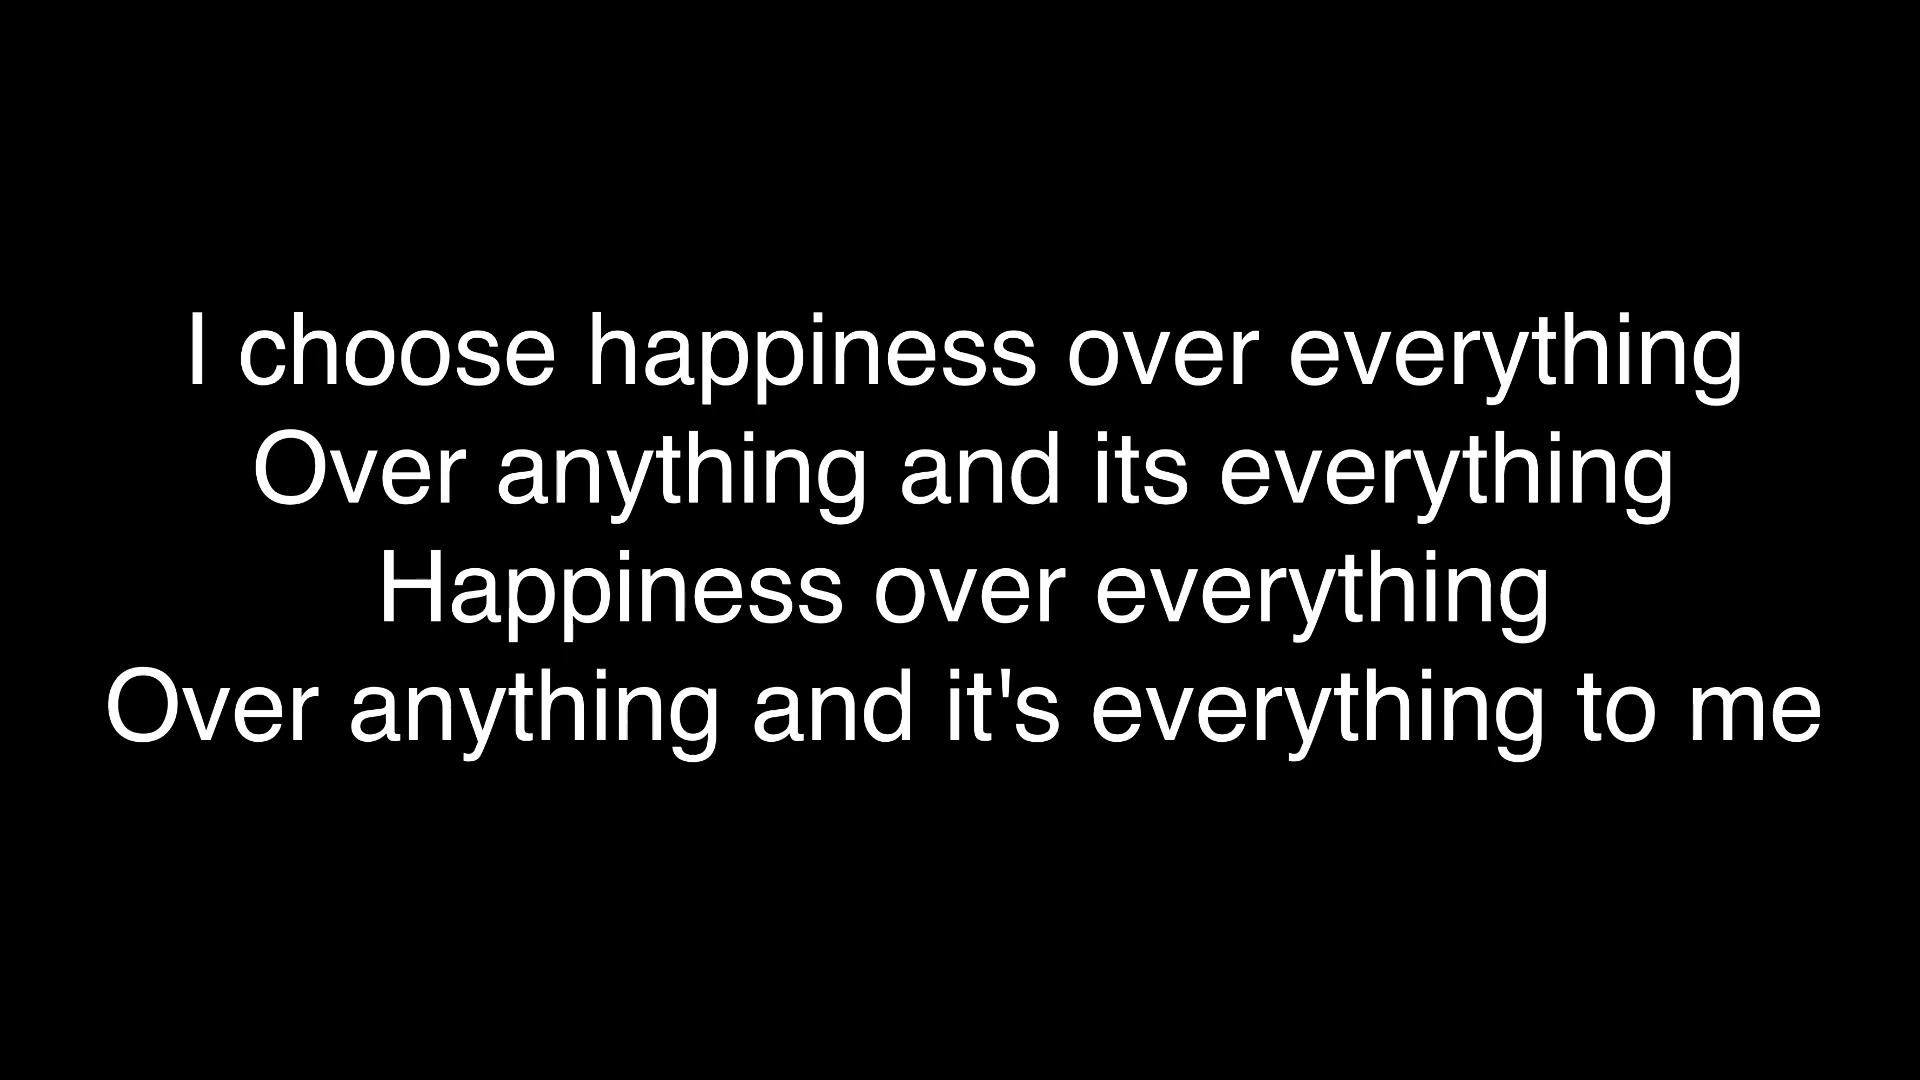 I choose happiness over everything
Over anything and its everything
Happiness over everything
Over anything and it's everything to me